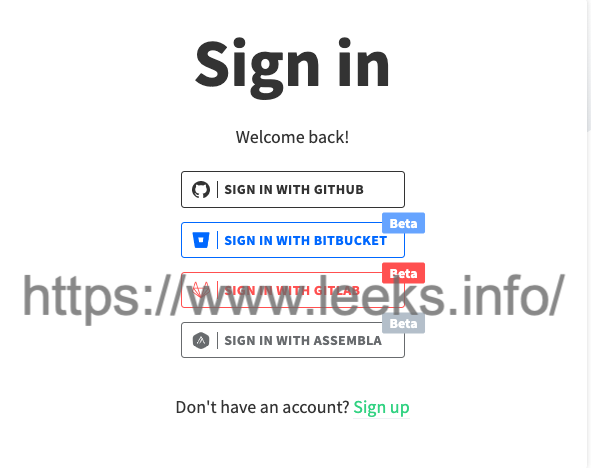 Sign in
Welcome back!
SIGN IN WITH GITHUB
Beta
SIGN IN WITH BITBUCKET
Beta
SIGN IN WITH GITLAB
https://www.leeks.info/
Beta
SIGN IN WITH ASSEMBLA
Don't have an account? Sign up